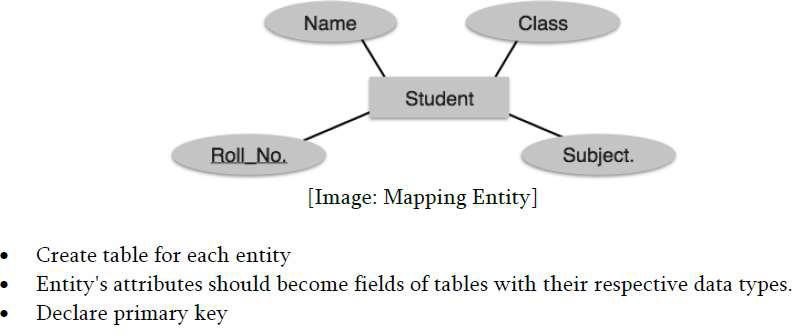 Name
Class
Student
Roll_No.
Subject.
[Image: Mapping Entity]
• Create table for each entity
• Entity's attributes should become fields of tables with their respective data types.
• Declare primary key